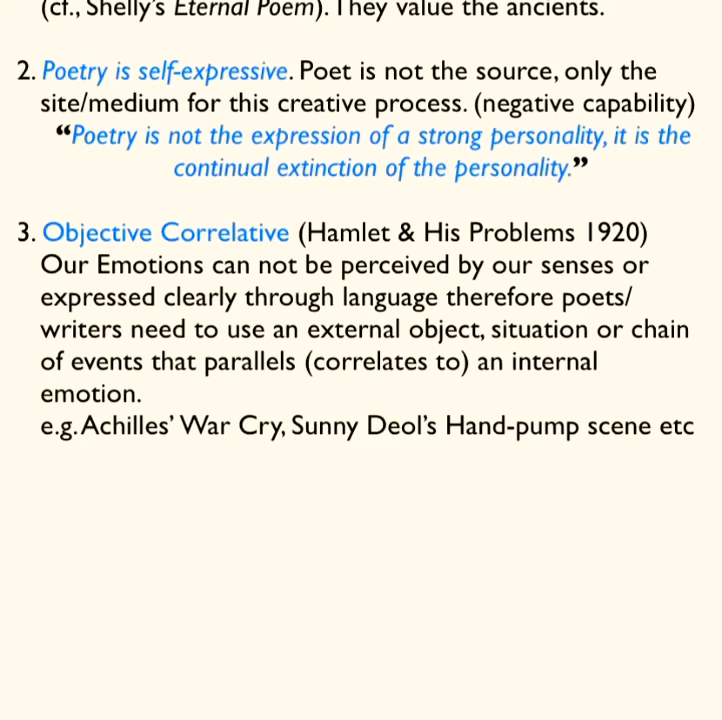 (cf., Shelly's Eternal Poem). They value the ancients.
2. Poetry is self-expressive. Poet is not the source, only the
site/medium for this creative process. (negative capability)
“Poetry is not the expression of a strong personality, it is the
continual extinction of the personality.”
3. Objective Correlative (Hamlet & His Problems 1920)
Our Emotions can not be perceived by our senses or
expressed clearly through language therefore poets/
writers need to use an external object, situation or chain
of events that parallels (correlates to) an internal
emotion.
e.g. Achilles’ War Cry, Sunny Deol’s Hand-pump scene etc